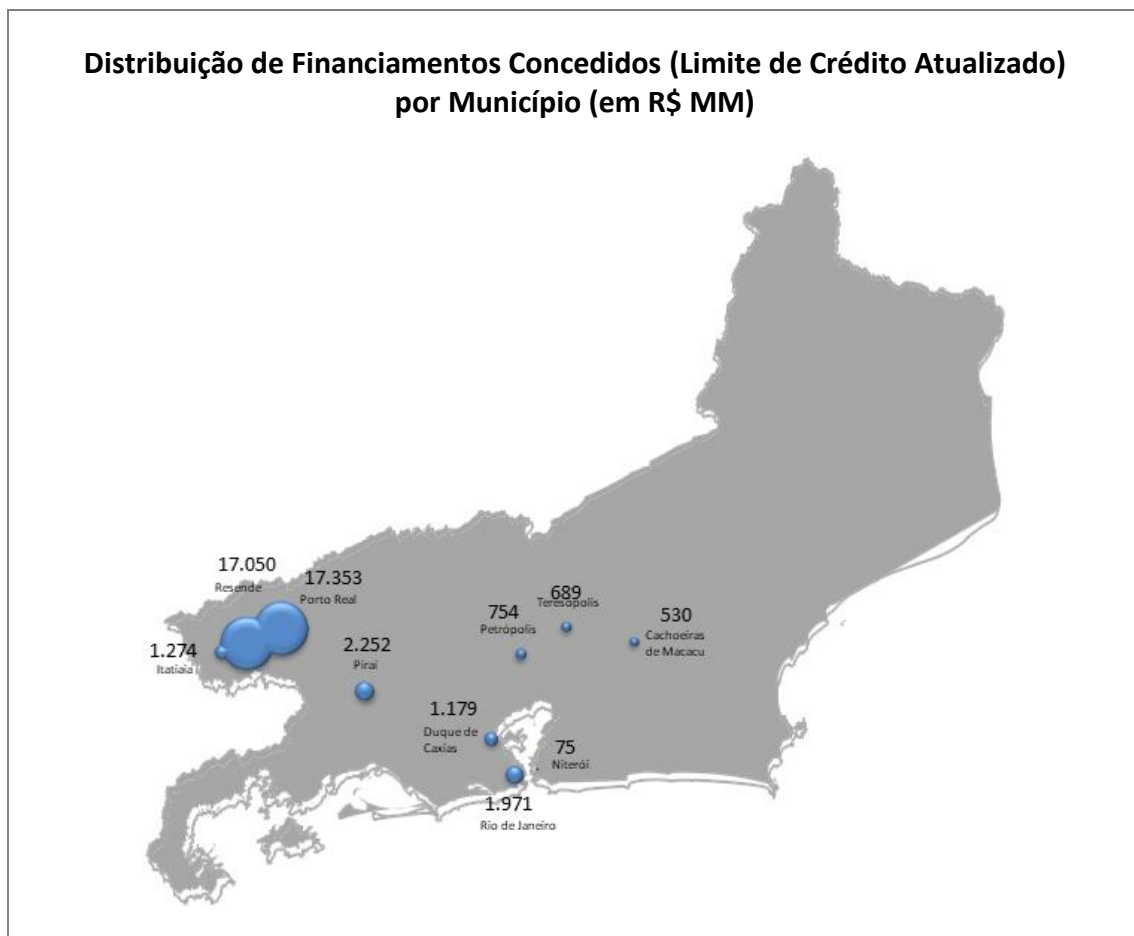 Distribuição de Financiamentos Concedidos (Limite de Crédito Atualizado)
por Município (em R$ MM)
17.050
Resende
17.353
Porto Real
1.274
Itatiaia
2.252
Piraí
754
Petrópolis
689
Teresópolis
530
Cachoeiras
de Macacu
1.179
Duque de
Caxias
75
Niterói
1.971
Rio de Janeiro